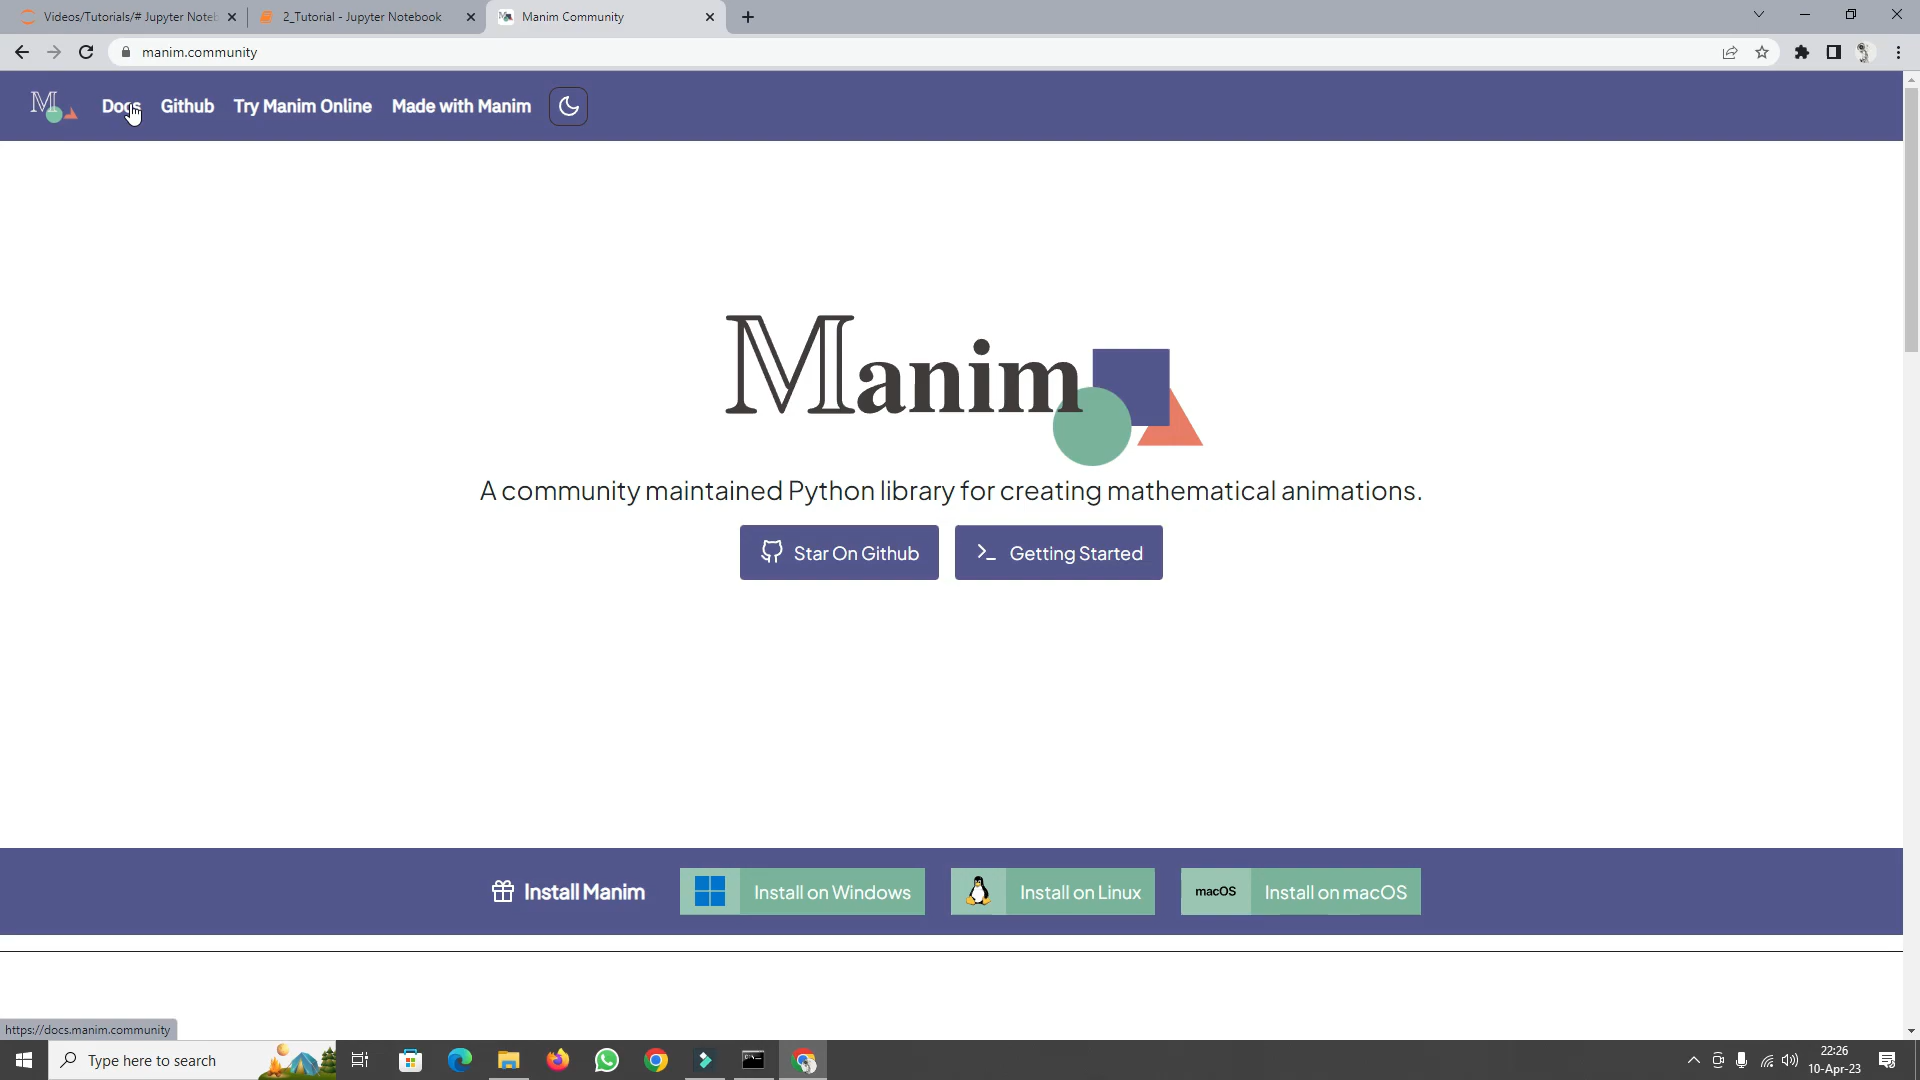 Videos/Tutorials/# Jupyter Noteb
2_Tutorial - Jupyter Notebook
Manim Community
manim.community
Docs
Github
Try Manim Online
Made with Manim
Manim
A community maintained Python library for creating mathematical animations.
Star On Github
Getting Started
Install Manim
Install on Windows
Install on Linux
macOS
Install on macOS
https://docs.manim.community
Type here to search
22:26
10-Apr-23